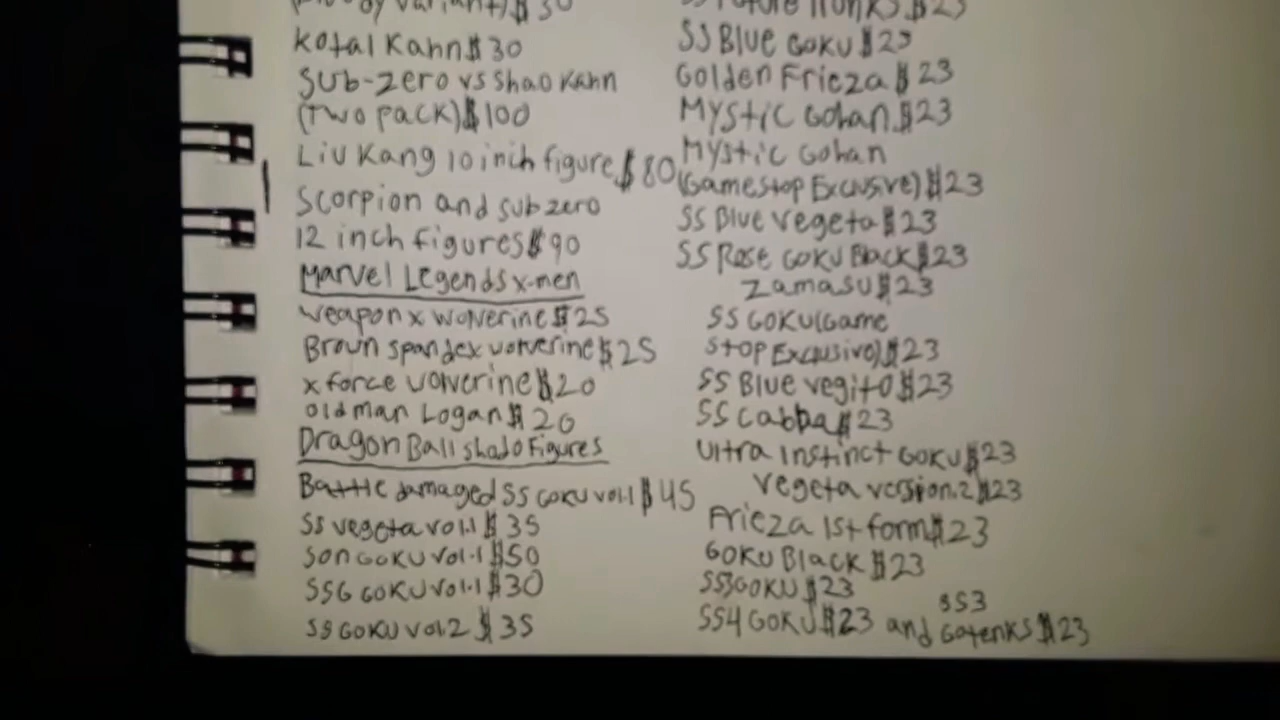 variant) $30
Kotal Kahn $30
Sub-zero vs Shao Kahn
(Two pack) $100
Liu Kang 10 inch figure $80
Scorpion and sub zero
12 inch figures $90
Marvel Legends x-men
weapon x wolverine $25
Brown spandex wolverine $25
x force wolverine $20
old man Logan $20
Dragon Ball shado Figures
Battle damaged SS Goku vol.1 $45
SS vegeta vol.1 $35
Son Goku vol.1 $50
SSG Goku vol.1 $30
SS Goku vol.2 $35
Future Trunks $23
SS Blue Goku $23
Golden Frieza $23
Mystic Gohan $23
Mystic Gohan
(Gamestop Exclusive) $23
SS Blue vegeta $23
SS Rose Goku Black $23
Zamasu $23
SS Goku (Game
stop Exclusive) $23
SS Blue vegito $23
SS Cabba $23
Ultra instinct Goku $23
vegeta version.2 $23
Frieza 1st form $23
Goku Black $23
SS3 Goku $23
SS4 Goku $23 and SS3 Gotenks $23